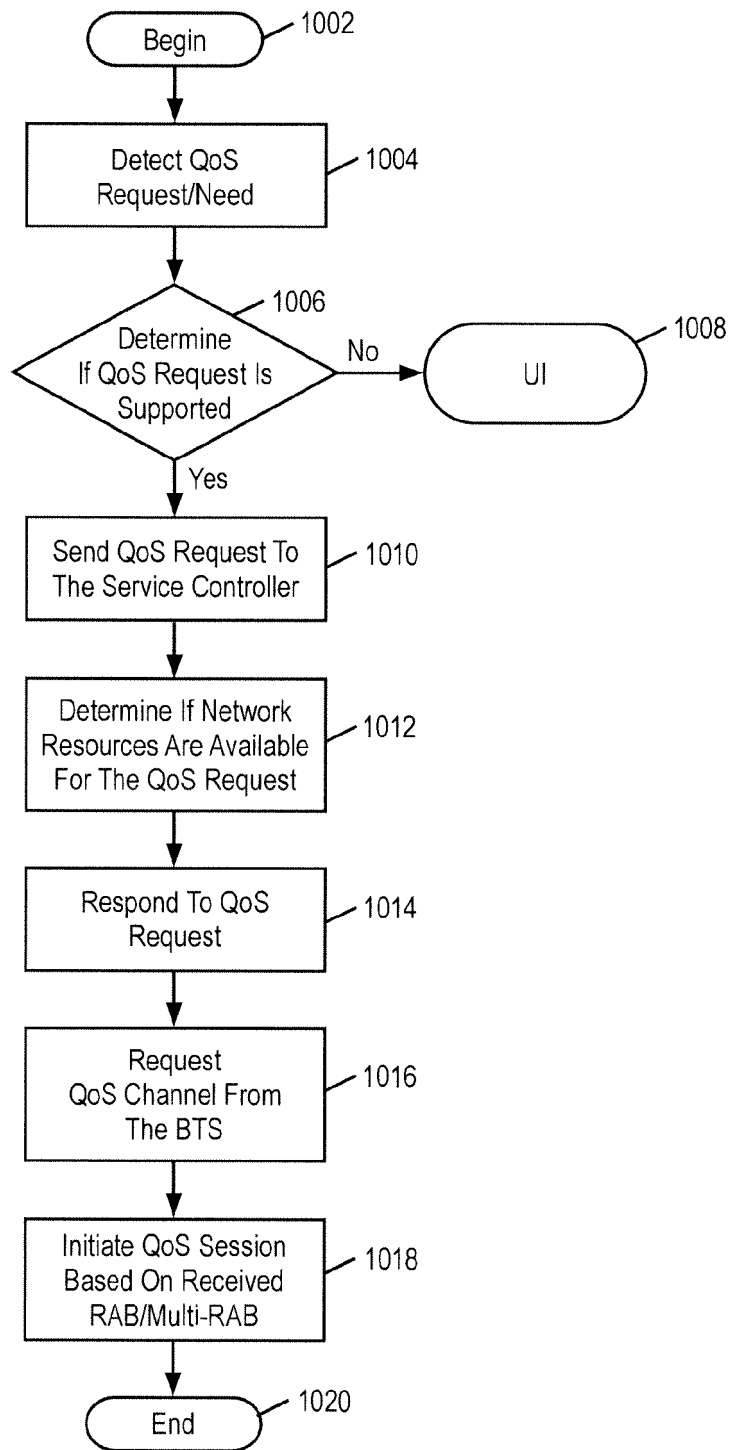 Begin
1002
Detect QoS
Request/Need
1004
1006
Determine
If QoS Request Is
Supported
No
UI
1008
Yes
Send QoS Request To
The Service Controller
1010
Determine If Network
Resources Are Available
For The QoS Request
1012
Respond To QoS
Request
1014
Request
QoS Channel From
The BTS
1016
Initiate QoS Session
Based On Received
RAB/Multi-RAB
1018
End
1020